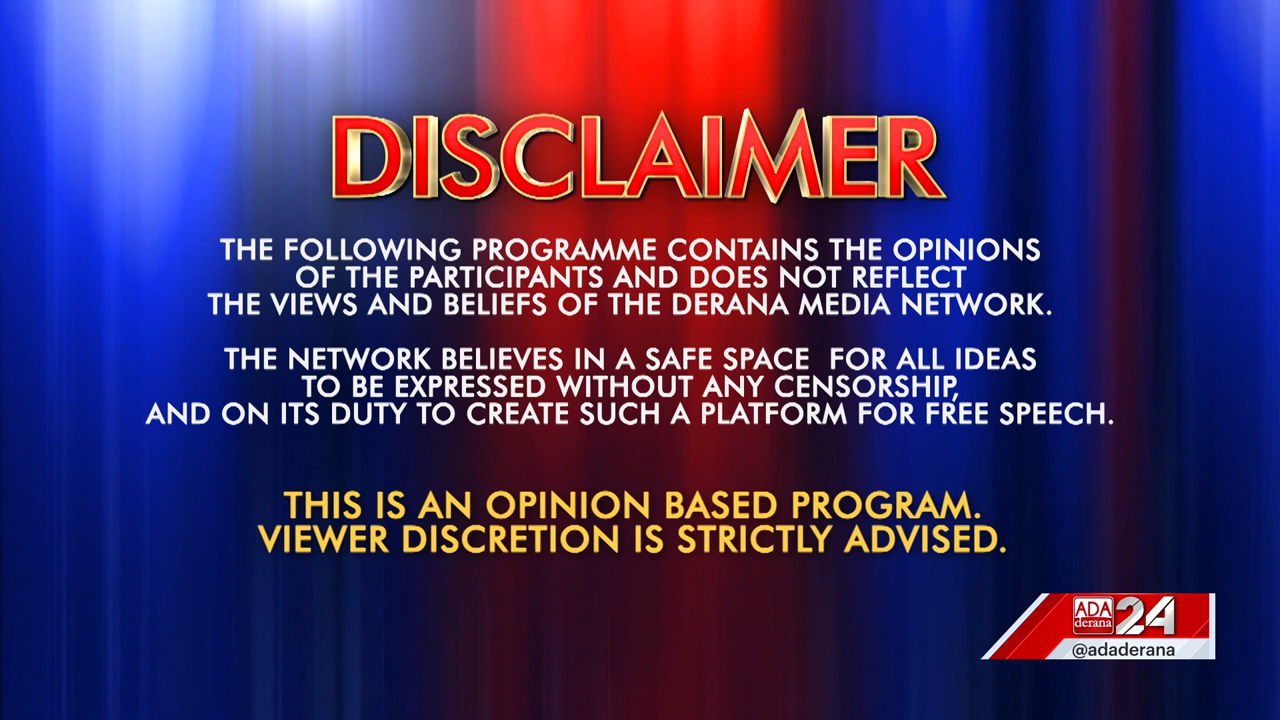 DISCLAIMER
THE FOLLOWING PROGRAMME CONTAINS THE OPINIONS
OF THE PARTICIPANTS AND DOES NOT REFLECT
THE VIEWS AND BELIEFS OF THE DERANA MEDIA NETWORK.
THE NETWORK BELIEVES IN A SAFE SPACE  FOR ALL IDEAS
TO BE EXPRESSED WITHOUT ANY CENSORSHIP,
AND ON ITS DUTY TO CREATE SUCH A PLATFORM FOR FREE SPEECH.
THIS IS AN OPINION BASED PROGRAM.
VIEWER DISCRETION IS STRICTLY ADVISED.
ADA
derana
24
@adaderana